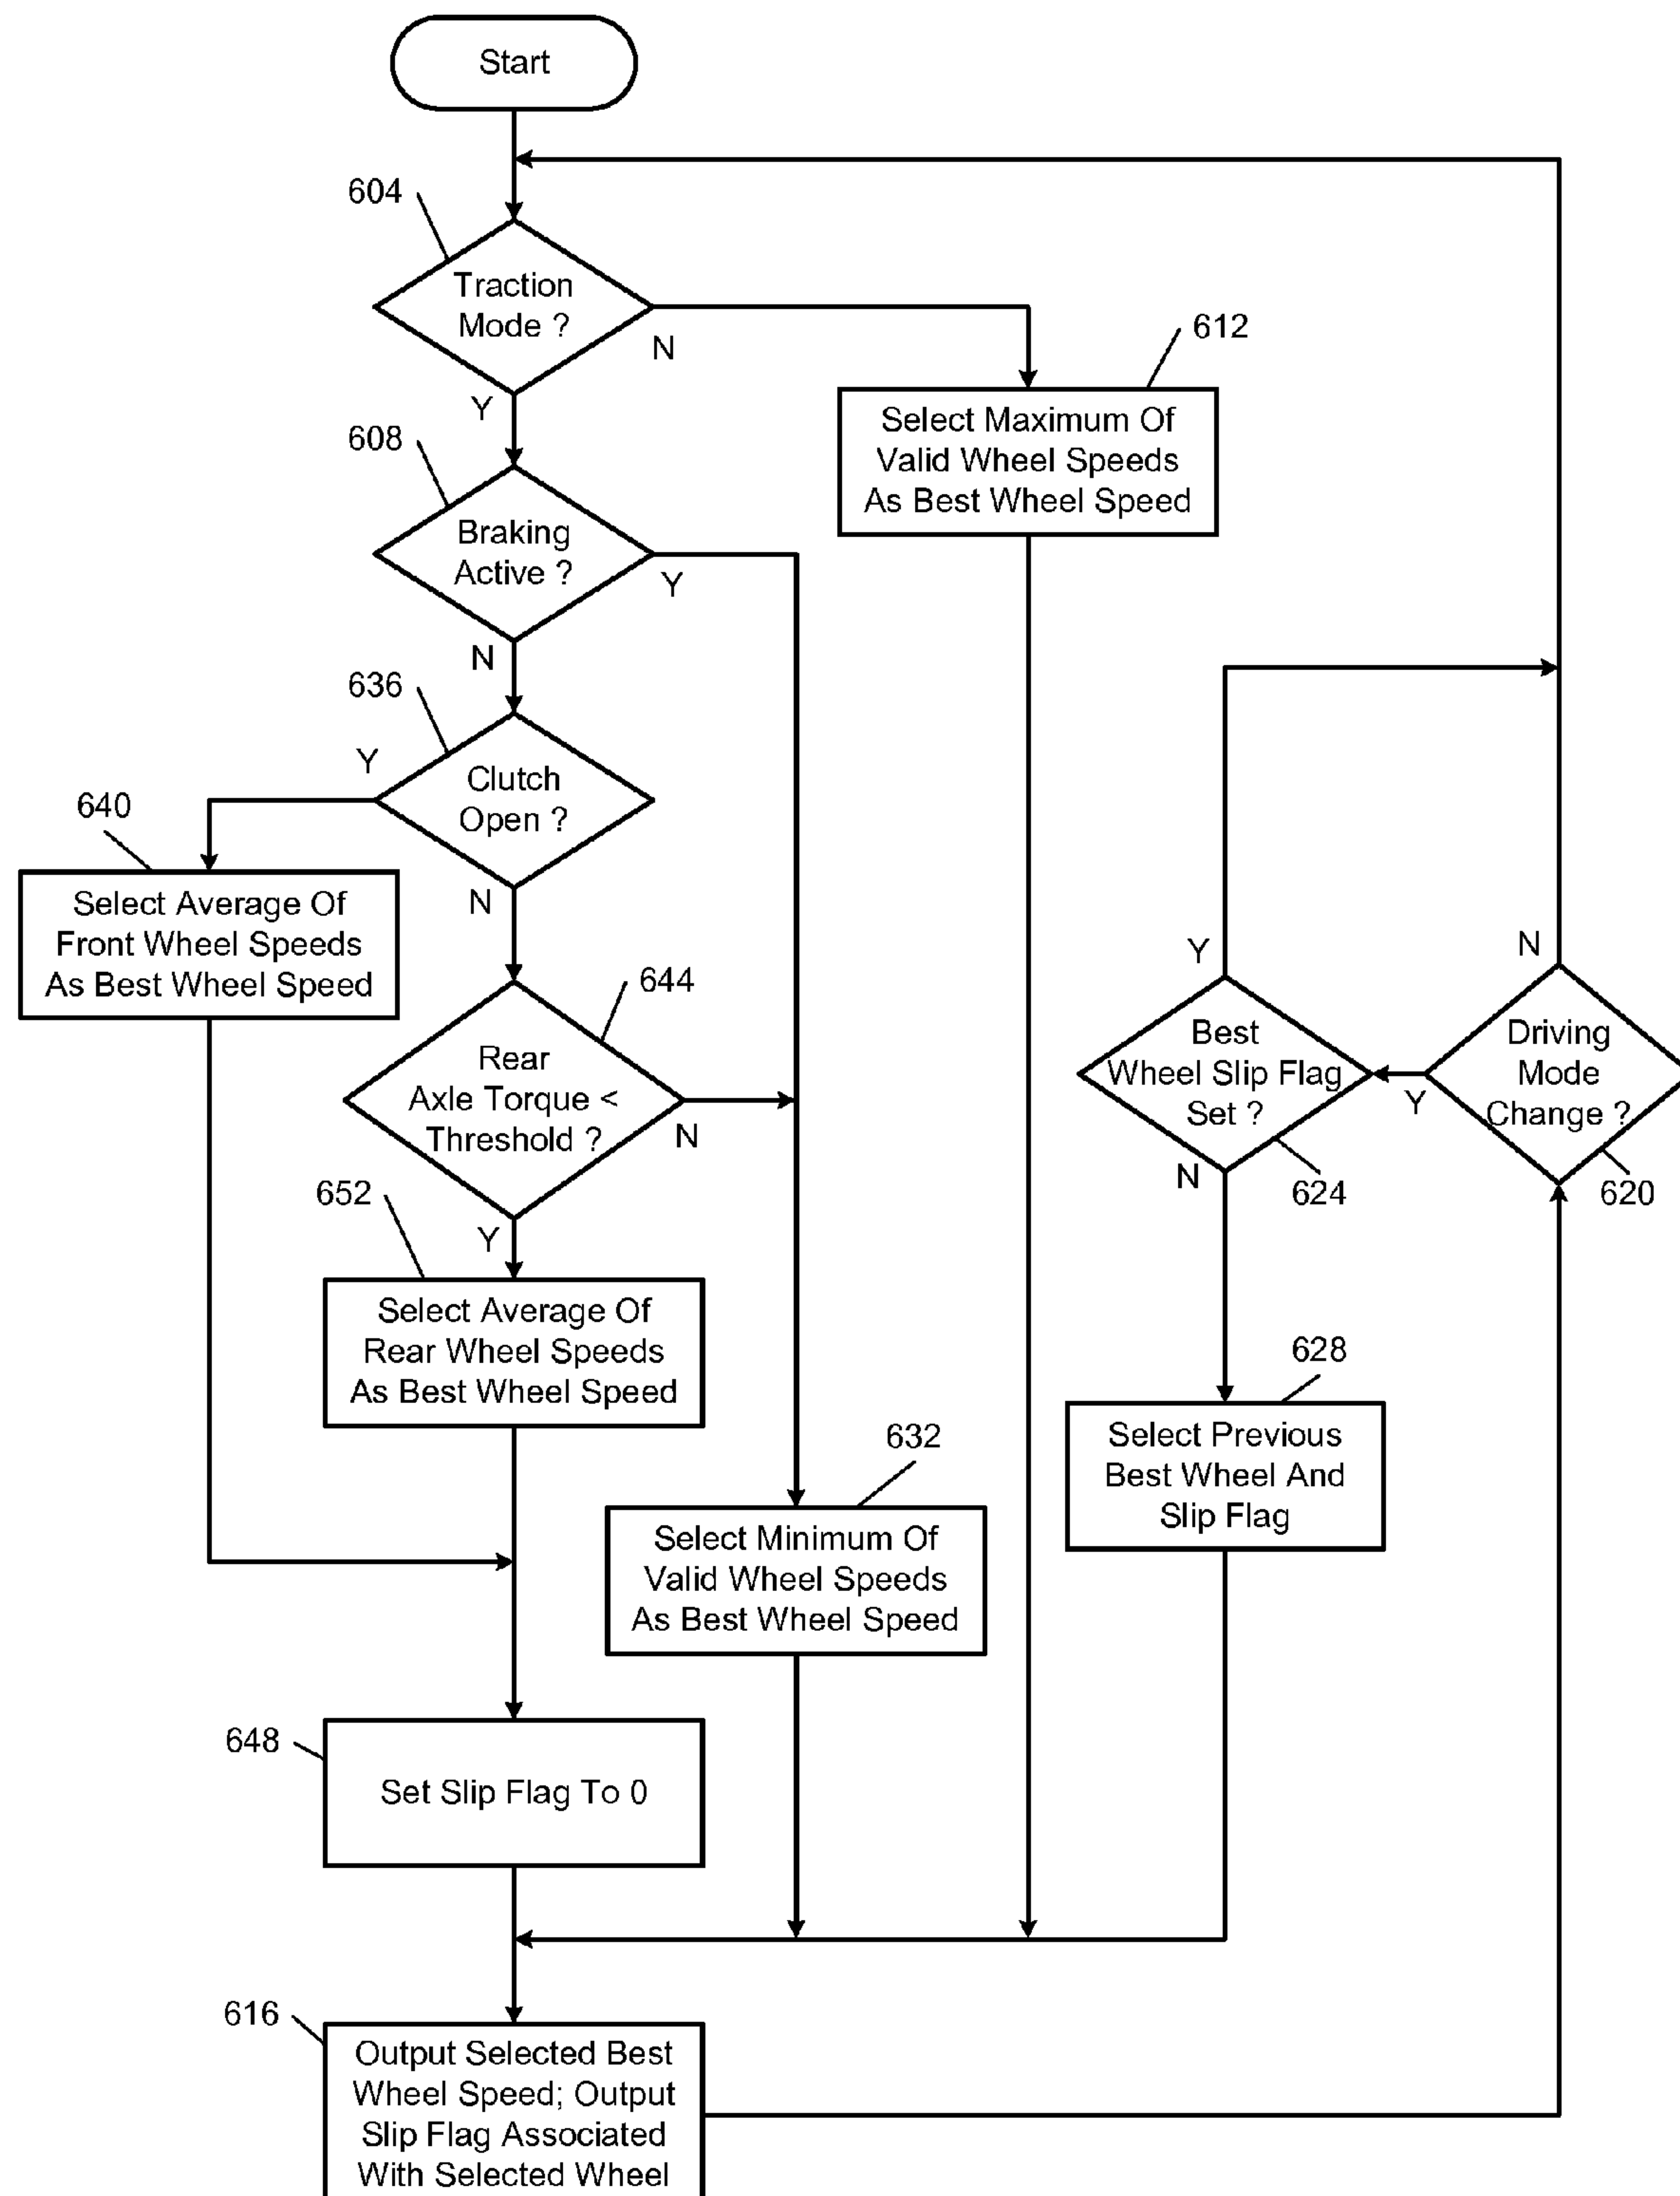 Start
604
Traction
Mode ?
N
Y
612
Select Maximum Of
Valid Wheel Speeds
As Best Wheel Speed
608
Braking
Active ?
Y
N
636
Y
Clutch
Open ?
N
640
Select Average Of
Front Wheel Speeds
As Best Wheel Speed
644
Rear
Axle Torque <
Threshold ?
N
Y
Y
Best
Wheel Slip Flag
Set ?
N
624
N
Driving
Mode
Change ?
Y
620
652
Select Average Of
Rear Wheel Speeds
As Best Wheel Speed
628
Select Previous
Best Wheel And
Slip Flag
632
Select Minimum Of
Valid Wheel Speeds
As Best Wheel Speed
648
Set Slip Flag To 0
616
Output Selected Best
Wheel Speed; Output
Slip Flag Associated
With Selected Wheel